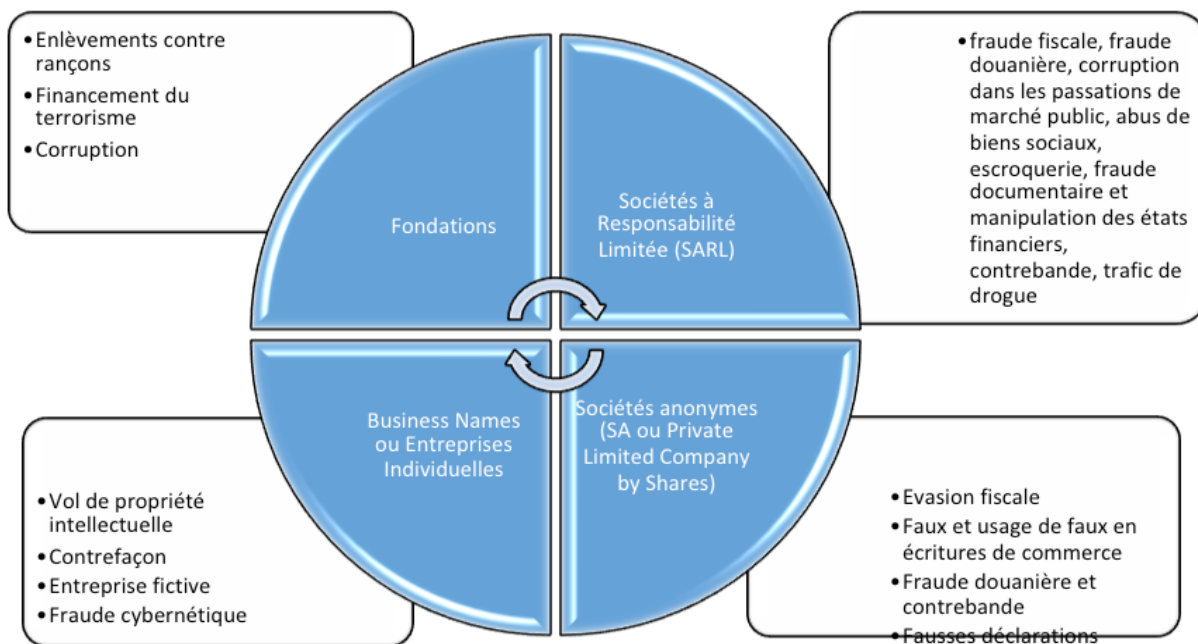 •Enlèvements contre
rançons
•Financement du
terrorisme
•Corruption
Fondations
Sociétés à
Responsabilité
Limitée (SARL)
•fraude fiscale, fraude
douanière, corruption
dans les passations de
marché public, abus de
biens sociaux,
escroquerie, fraude
documentaire et
manipulation des états
financiers,
contrebande, trafic de
drogue
•Vol de propriété
intellectuelle
•Contrefaçon
•Entreprise fictive
•Fraude cybernétique
Business Names
ou Entreprises
Individuelles
Sociétés anonymes
(SA ou Private
Limited Company
by Shares)
•Evasion fiscale
•Faux et usage de faux en
écritures de commerce
•Fraude douanière et
contrebande
•Fausses déclarations